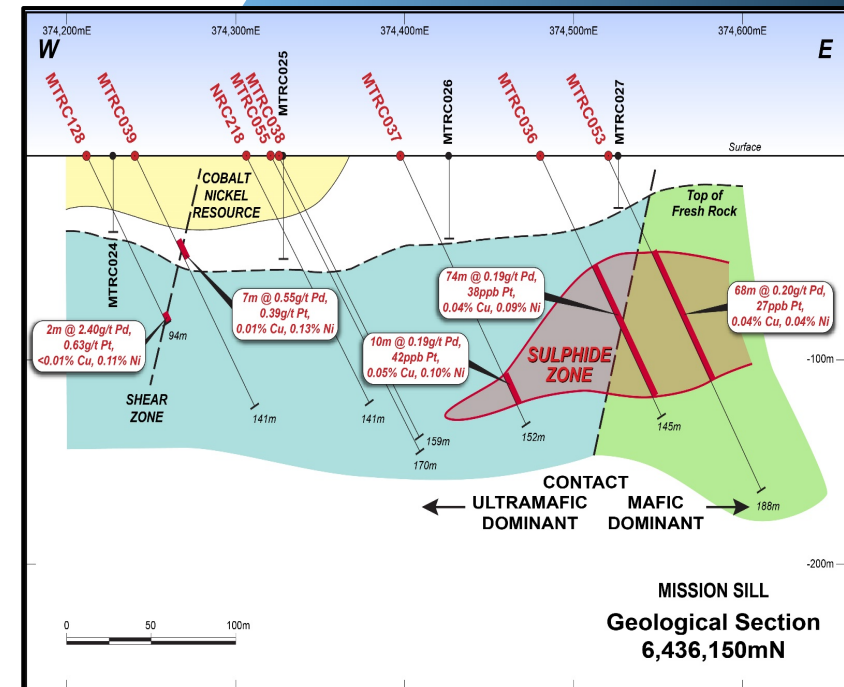 374,200mE
374,300mE
374,400mE
374,500mE
374,600mE
W
E
MTRC128
MTRC039
NRC218
MTRC055
MTRC038
MTRC025
MTRC037
MTRC026
MTRC036
MTRC053
MTRC027
Surface
COBALT
NICKEL
RESOURCE
Top of
Fresh Rock
MTRC024
74m @ 0.19g/t Pd,
38ppb Pt,
0.04% Cu, 0.09% Ni
68m @ 0.20g/t Pd,
27ppb Pt,
0.04% Cu, 0.04% Ni
7m @ 0.55g/t Pd,
0.39g/t Pt,
0.01% Cu, 0.13% Ni
2m @ 2.40g/t Pd,
0.63g/t Pt,
<0.01% Cu, 0.11% Ni
94m
10m @ 0.19g/t Pd,
42ppb Pt,
0.05% Cu, 0.10% Ni
SULPHIDE
ZONE
-100m
SHEAR
ZONE
141m
141m
159m
170m
152m
145m
188m
CONTACT
ULTRAMAFIC
DOMINANT
MAFIC
DOMINANT
-200m
MISSION SILL
Geological Section
6,436,150mN
0
50
100m